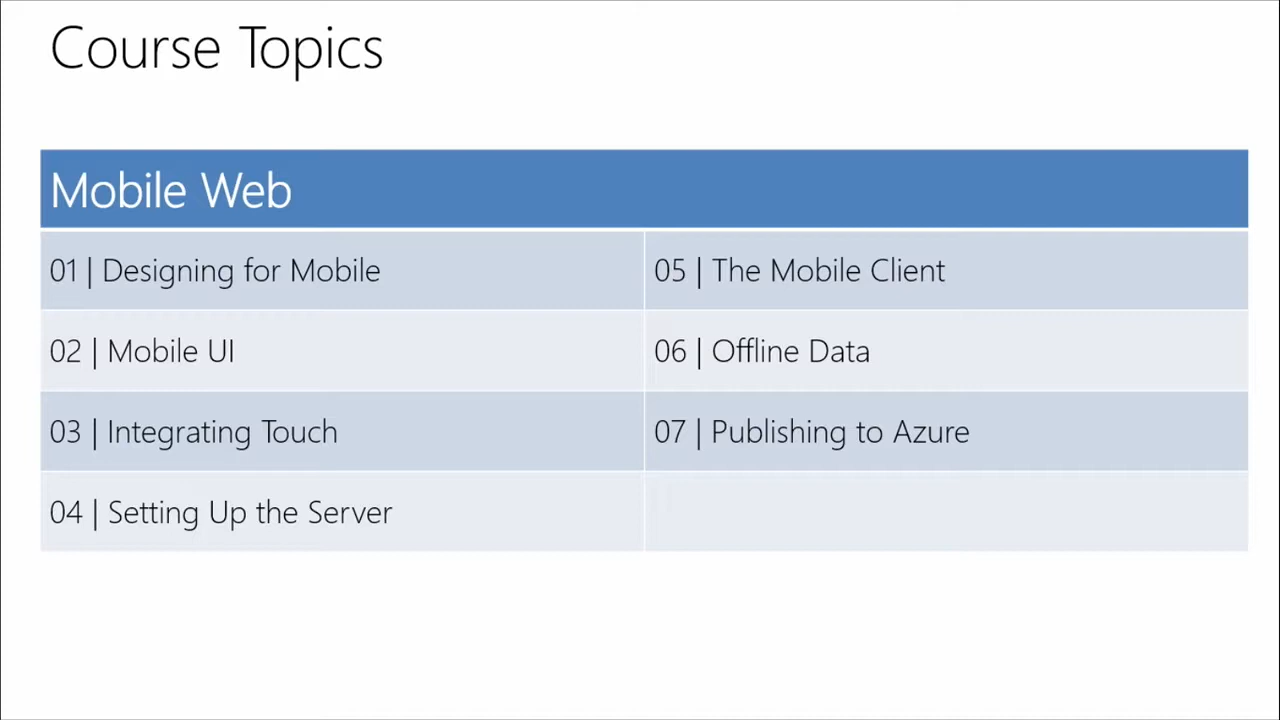 Course Topics
Mobile Web
01 | Designing for Mobile
02 | Mobile UI
03 | Integrating Touch
04 | Setting Up the Server
05 | The Mobile Client
06 | Offline Data
07 | Publishing to Azure